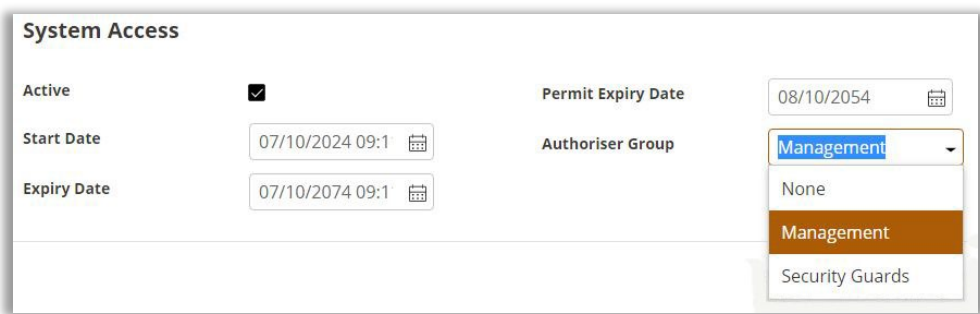 System Access
Active
Permit Expiry Date
08/10/2054
Start Date
07/10/2024 09:1
Authoriser Group
Management
Expiry Date
07/10/2074 09:1
None
Management
Security Guards